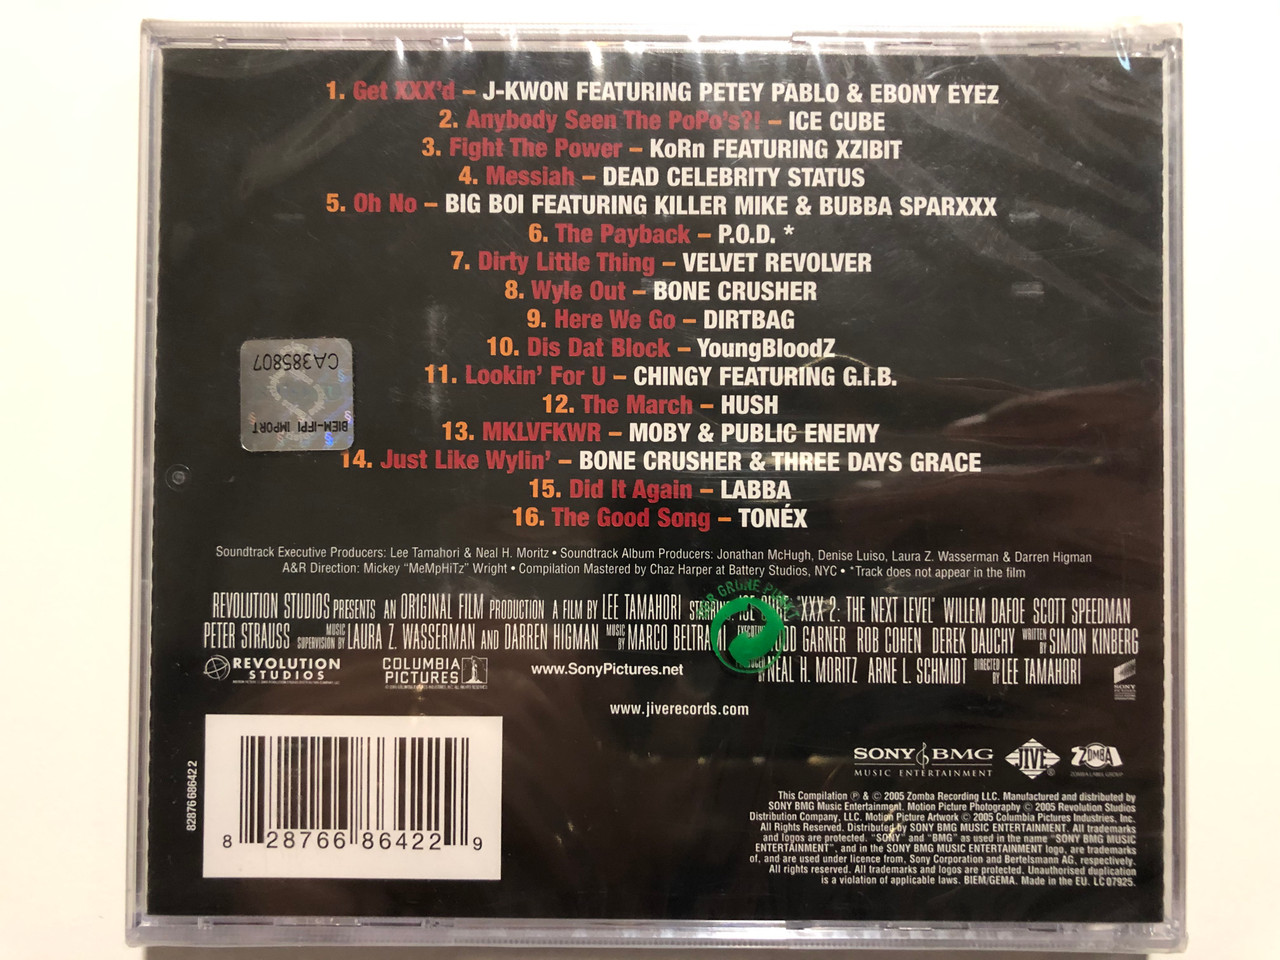 1. Get XXX'd – J-KWON FEATURING PETEY PABLO & EBONY EYEZ
2. Anybody Seen The PoPo's?! – ICE CUBE
3. Fight The Power – KoRn FEATURING XZIBIT
4. Messiah – DEAD CELEBRITY STATUS
5. Oh No – BIG BOI FEATURING KILLER MIKE & BUBBA SPARXXX
6. The Payback – P.O.D. *
7. Dirty Little Thing – VELVET REVOLVER
8. Wyle Out – BONE CRUSHER
9. Here We Go – DIRTBAG
10. Dis Dat Block – YoungBloodZ
11. Lookin' For U – CHINGY FEATURING G.I.B.
12. The March – HUSH
13. MKLVFKWR – MOBY & PUBLIC ENEMY
14. Just Like Wylin' – BONE CRUSHER & THREE DAYS GRACE
15. Did It Again – LABBA
16. The Good Song – TONÉX
CA385807
BIEM-IFPI IMPORT
Soundtrack Executive Producers: Lee Tamahori & Neal H. Moritz • Soundtrack Album Producers: Jonathan McHugh, Denise Luiso, Laura Z. Wasserman & Darren Higman
A&R Direction: Mickey "MeMpHiTz" Wright • Compilation Mastered by Chaz Harper at Battery Studios, NYC • *Track does not appear in the film
REVOLUTION STUDIOS PRESENTS AN ORIGINAL FILM PRODUCTION A FILM BY LEE TAMAHORI STARRING ICE CUBE 'XXX 2: THE NEXT LEVEL' WILLEM DAFOE SCOTT SPEEDMAN
PETER STRAUSS MUSIC SUPERVISION BY LAURA Z. WASSERMAN AND DARREN HIGMAN MUSIC BY MARCO BELTRAMI EXECUTIVE TODD GARNER ROB COHEN DEREK DAUCHY WRITTEN BY SIMON KINBERG
PRODUCED BY NEAL H. MORITZ ARNE L. SCHMIDT DIRECTED BY LEE TAMAHORI
DER GRÜNE PUNKT
REVOLUTION STUDIOS
COLUMBIA PICTURES
www.SonyPictures.net
SONY
www.jiverecords.com
82876686422
8 28766 86422 9
SONY BMG
MUSIC ENTERTAINMENT
JIVE
ZOMBA
ZOMBA LABEL GROUP
This Compilation ℗ & © 2005 Zomba Recording LLC. Manufactured and distributed by
SONY BMG Music Entertainment. Motion Picture Photography © 2005 Revolution Studios
Distribution Company, LLC. Motion Picture Artwork © 2005 Columbia Pictures Industries, Inc.
All Rights Reserved. Distributed by SONY BMG MUSIC ENTERTAINMENT. All trademarks
and logos are protected. "SONY" and "BMG" as used in the name "SONY BMG MUSIC
ENTERTAINMENT", and in the SONY BMG MUSIC ENTERTAINMENT logo, are trademarks
of, and are used under licence from, Sony Corporation and Bertelsmann AG, respectively.
All rights reserved. All trademarks and logos are protected. Unauthorised duplication
is a violation of applicable laws. BIEM/GEMA. Made in the EU. LC 07925.